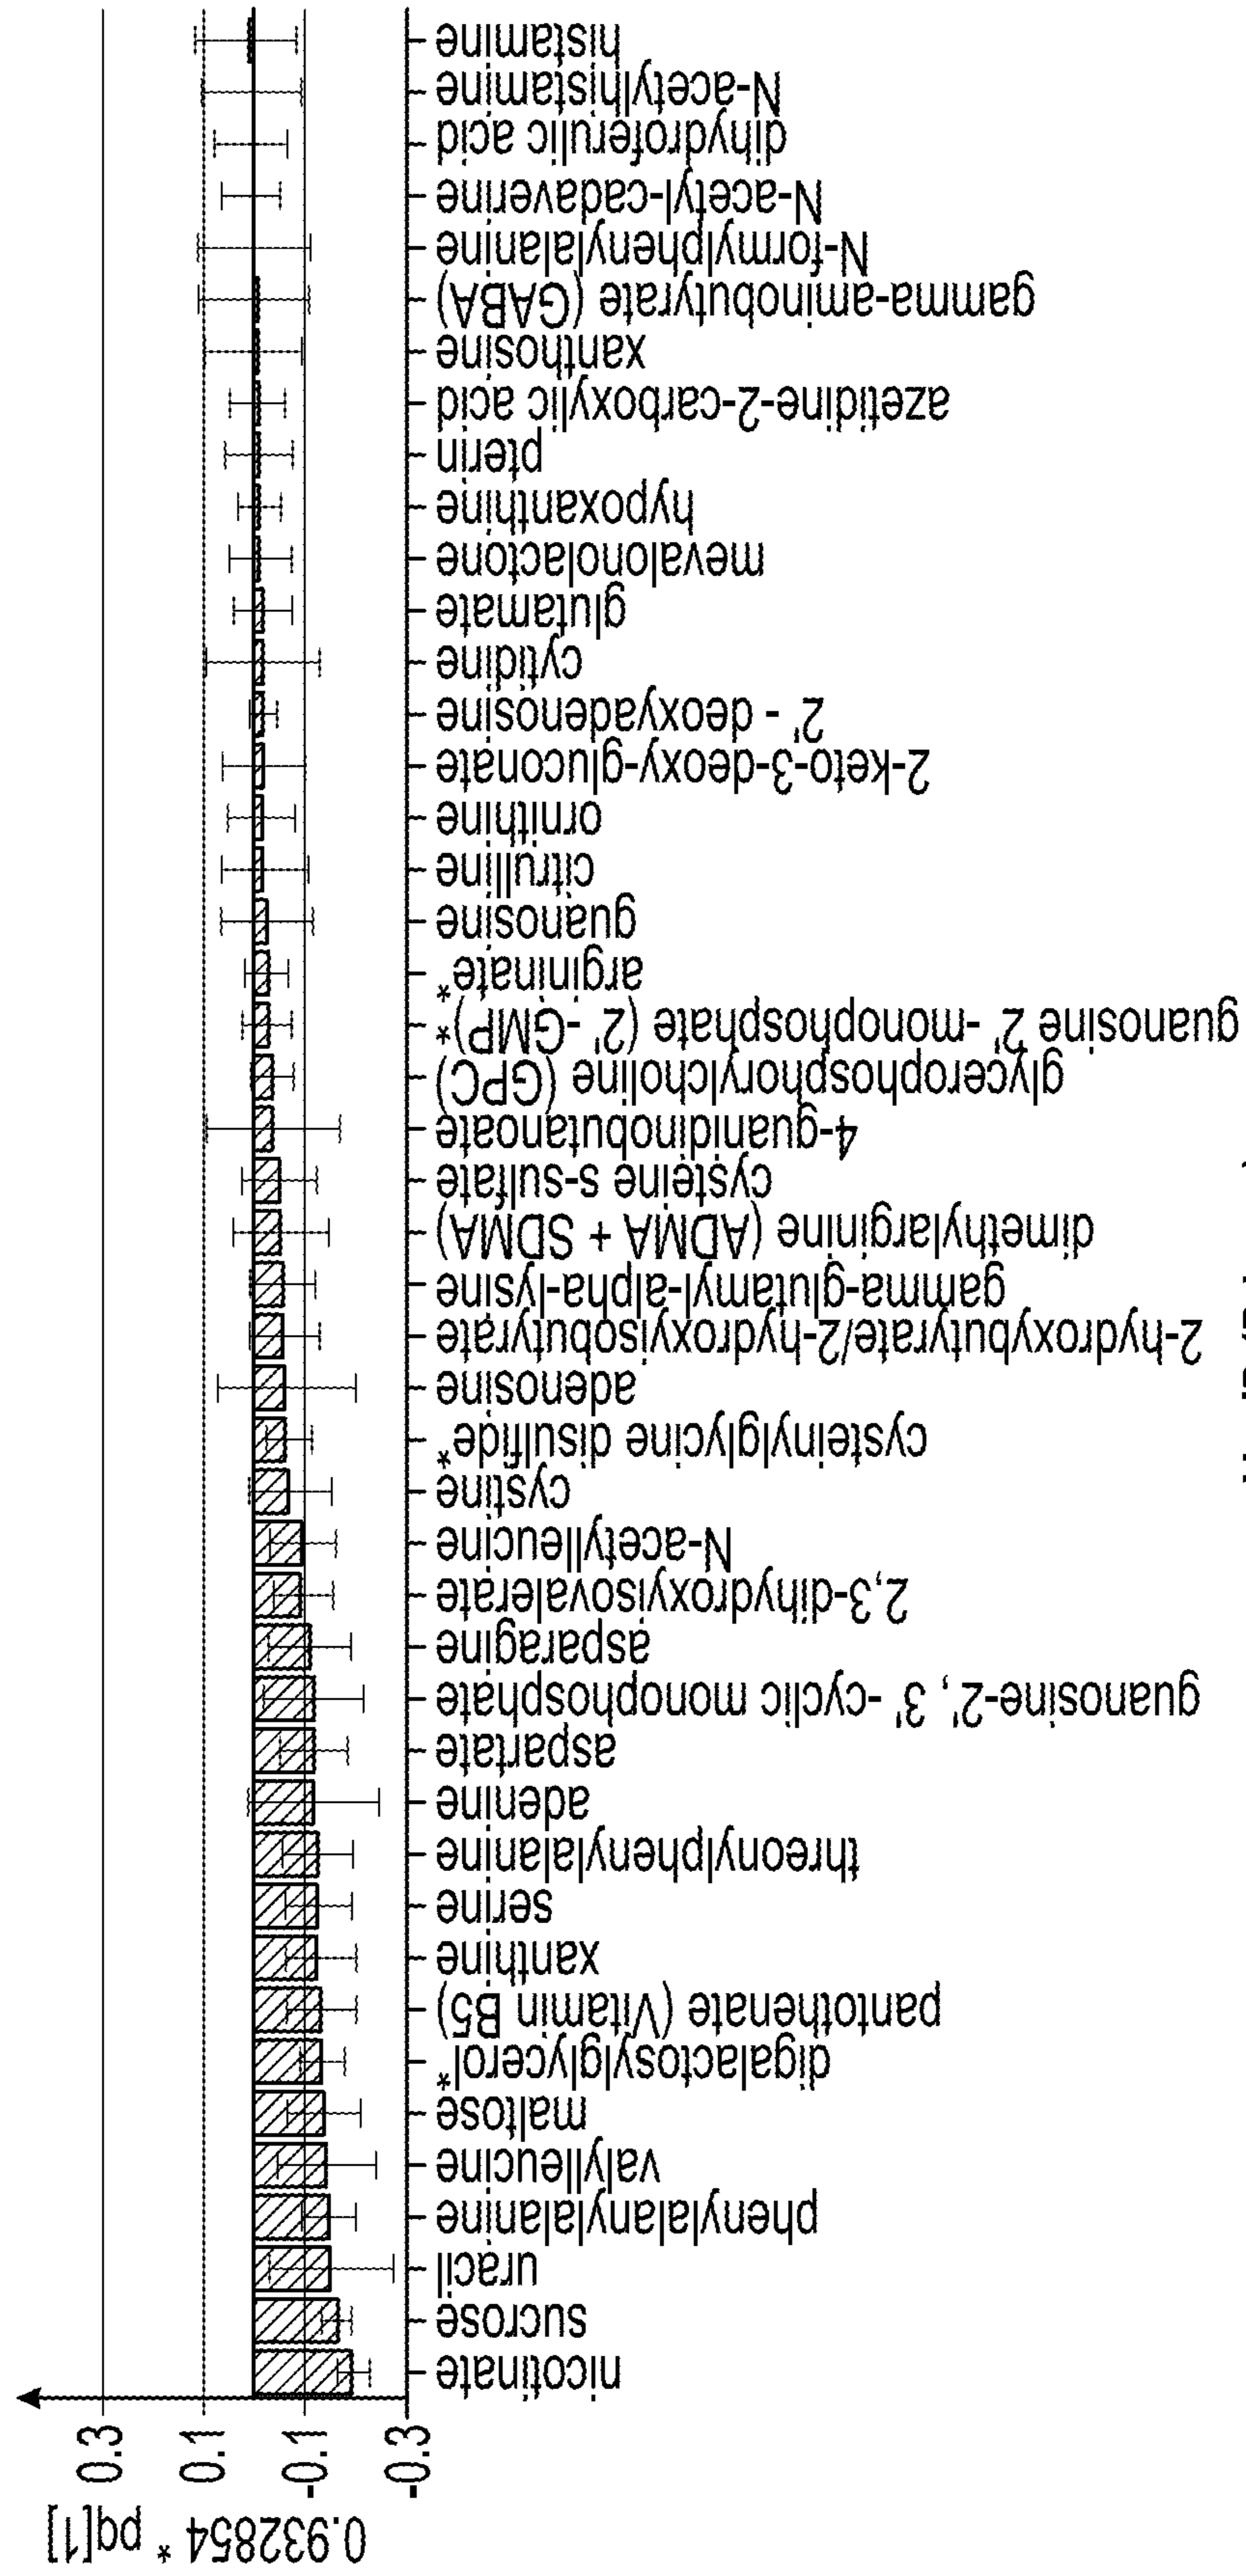 0.932854 * pq[1]
0.3
0.1
-0.1
-0.3
nicotinate
sucrose
uracil
phenylalanylalanine
valylleucine
maltose
digalactosylglycerol*
pantothenate (Vitamin B5)
xanthine
serine
threonylphenylalanine
adenine
aspartate
guanosine-2', 3' -cyclic monophosphate
asparagine
2,3-dihydroxyisovalerate
N-acetylleucine
cystine
cysteinylglycine disulfide*
adenosine
2-hydroxybutyrate/2-hydroxyisobutyrate
gamma-glutamyl-alpha-lysine
dimethylarginine (ADMA + SDMA)
cysteine s-sulfate
4-guanidinobutanoate
glycerophosphorylcholine (GPC)
guanosine 2' -monophosphate (2' -GMP)*
argininate*
guanosine
citrulline
ornithine
2-keto-3-deoxy-gluconate
2' - deoxyadenosine
cytidine
glutamate
mevalonolactone
hypoxanthine
pterin
azetidine-2-carboxylic acid
xanthosine
gamma-aminobutyrate (GABA)
N-formylphenylalanine
N-acetyl-cadaverine
dihydroferulic acid
N-acetylhistamine
histamine